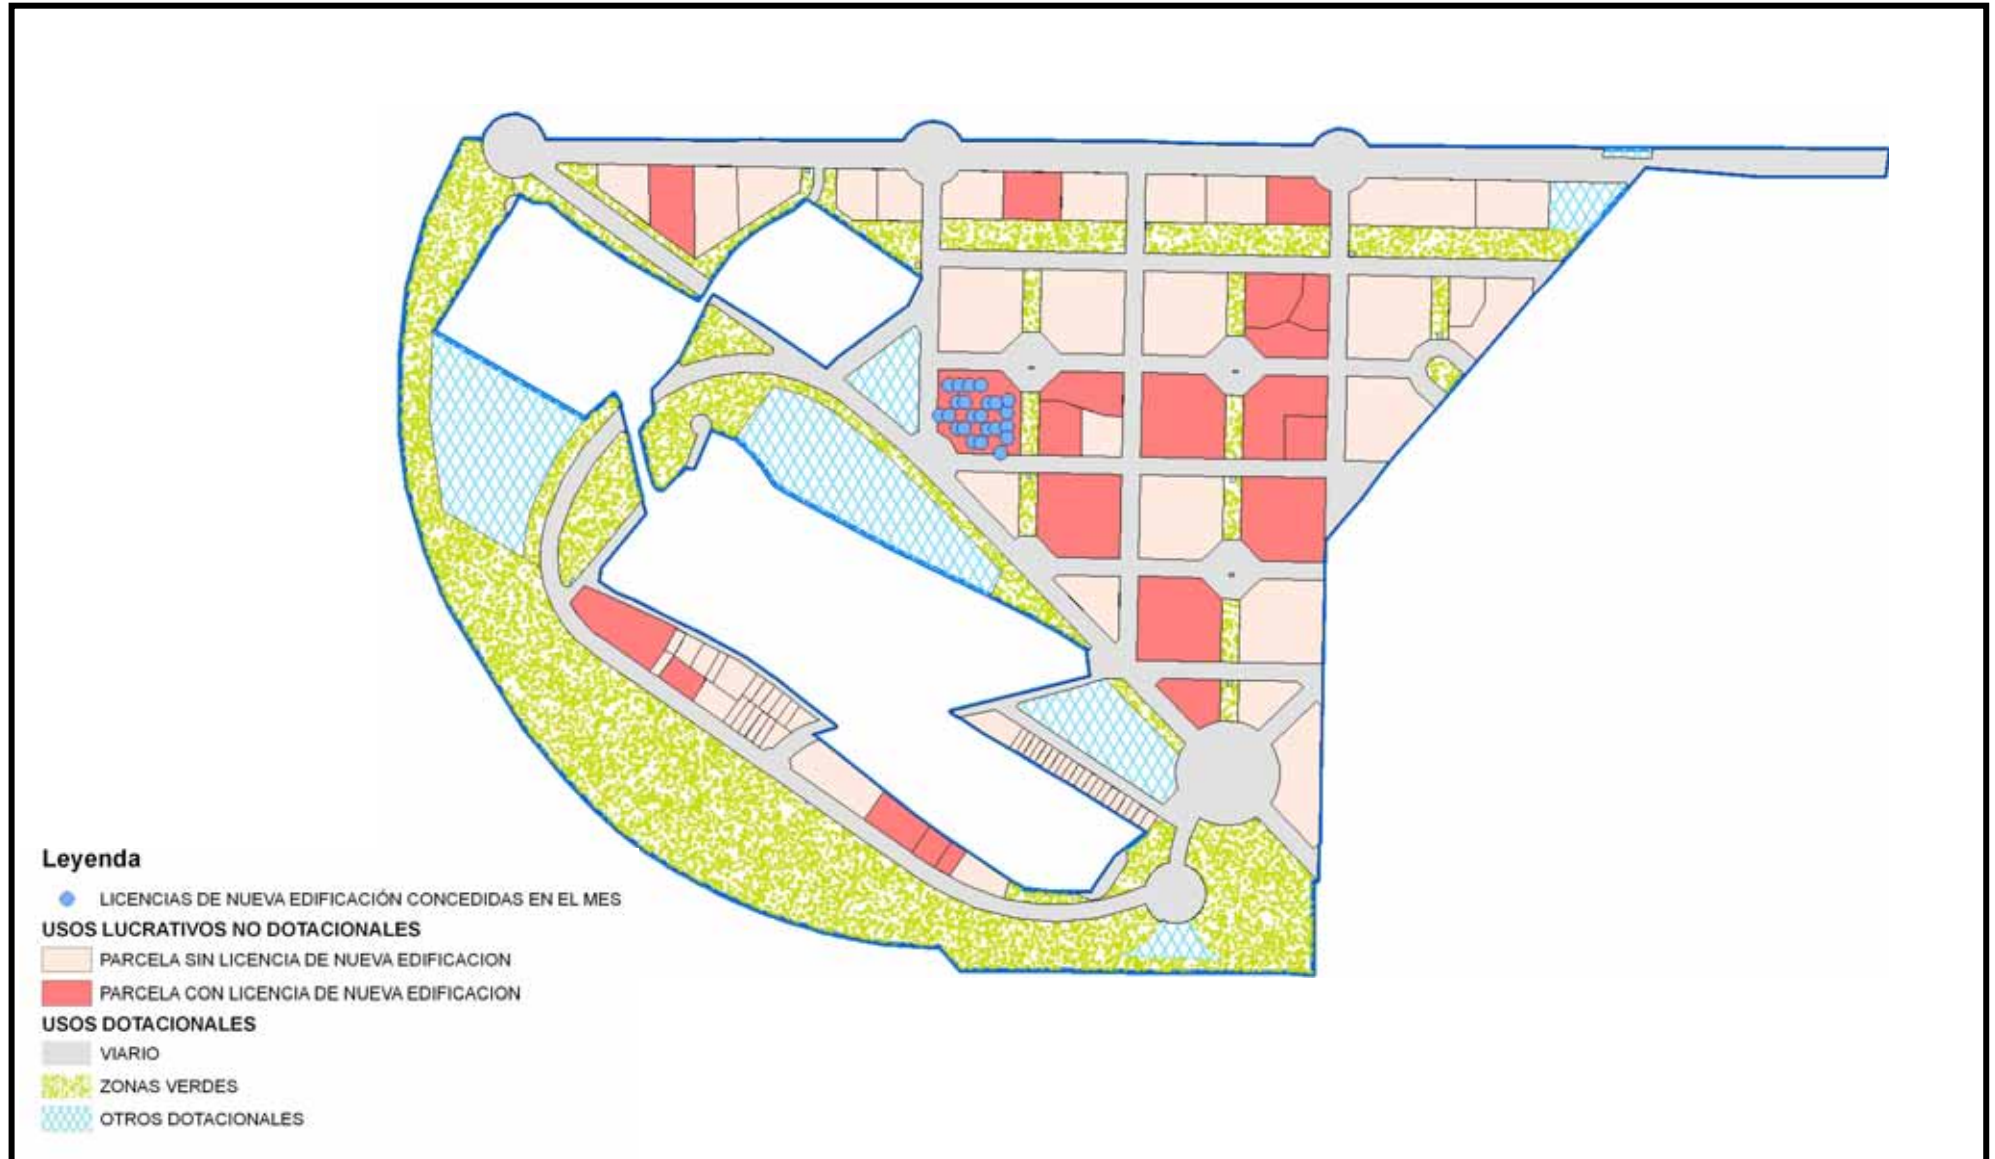 Leyenda
LICENCIAS DE NUEVA EDIFICACIÓN CONCEDIDAS EN EL MES
USOS LUCRATIVOS NO DOTACIONALES
PARCELA SIN LICENCIA DE NUEVA EDIFICACION
PARCELA CON LICENCIA DE NUEVA EDIFICACION
USOS DOTACIONALES
VIARIO
ZONAS VERDES
OTROS DOTACIONALES